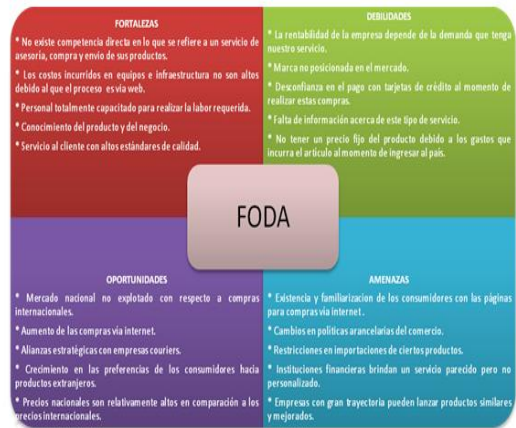 FORTALEZAS
* No existe competencia directa en lo que se refiere a un servicio de
asesoría, compra y envío de sus productos.
* Los costos incurridos en equipos e infraestructura no son altos
debido al que el proceso es vía web.
* Personal totalmente capacitado para realizar la labor requerida.
* Conocimiento del producto y del negocio.
* Servicio al cliente con altos estándares de calidad.
DEBILIDADES
* La rentabilidad de la empresa depende de la demanda que tenga
nuestro servicio.
* Marca no posicionada en el mercado.
* Desconfianza en el pago con tarjetas de crédito al momento de
realizar estas compras.
* Falta de información acerca de este tipo de servicio.
* No tener un precio fijo del producto debido a los gastos que
incurra el artículo al momento de ingresar al país.
FODA
OPORTUNIDADES
* Mercado nacional no explotado con respecto a compras
internacionales.
* Aumento de las compras vía internet.
* Alianzas estratégicas con empresas couriers.
* Crecimiento en las preferencias de los consumidores hacia
productos extranjeros.
* Precios nacionales son relativamente altos en comparación a los
precios internacionales.
AMENAZAS
* Existencia y familiarizacion de los consumidores con las páginas
para compras vía internet .
* Cambios en políticas arancelarias del comercio.
* Restricciones en importaciones de ciertos productos.
* Instituciones financieras brindan un servicio parecido pero no
personalizado.
* Empresas con gran trayectoria pueden lanzar productos similares
y mejorados.